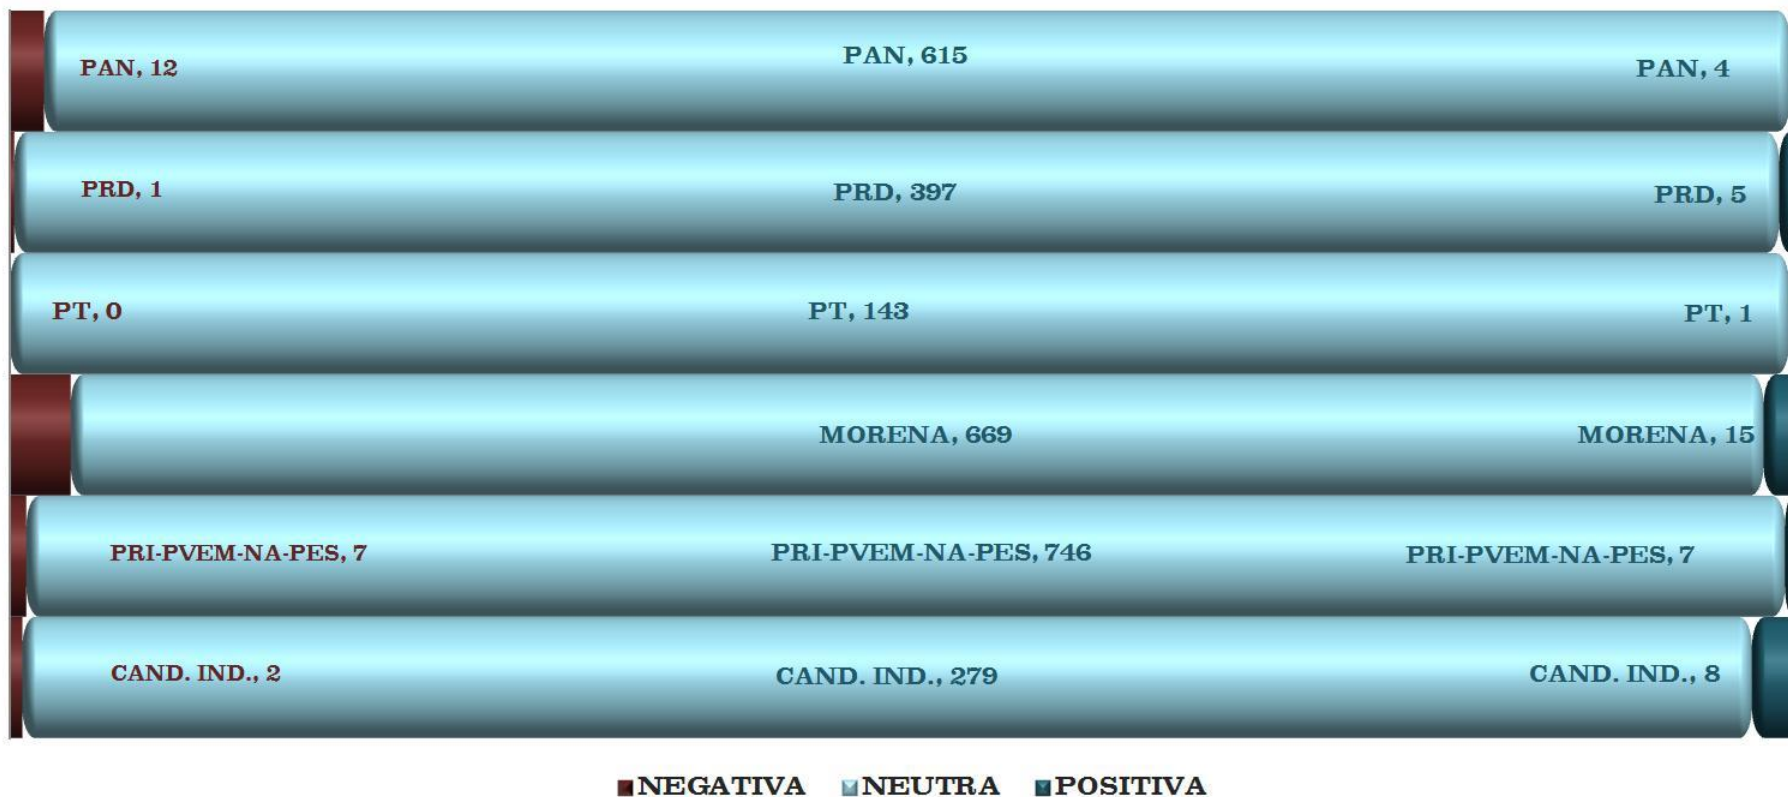 PAN, 12 PAN, 615 PAN, 4
PRD, 1 PRD, 397 PRD, 5
PT, 0 PT, 143 PT, 1
MORENA, 669 MORENA, 15
PRI-PVEM-NA-PES, 7 PRI-PVEM-NA-PES, 746 PRI-PVEM-NA-PES, 7
CAND. IND., 2 CAND. IND., 279 CAND. IND., 8
NEGATIVA NEUTRA POSITIVA